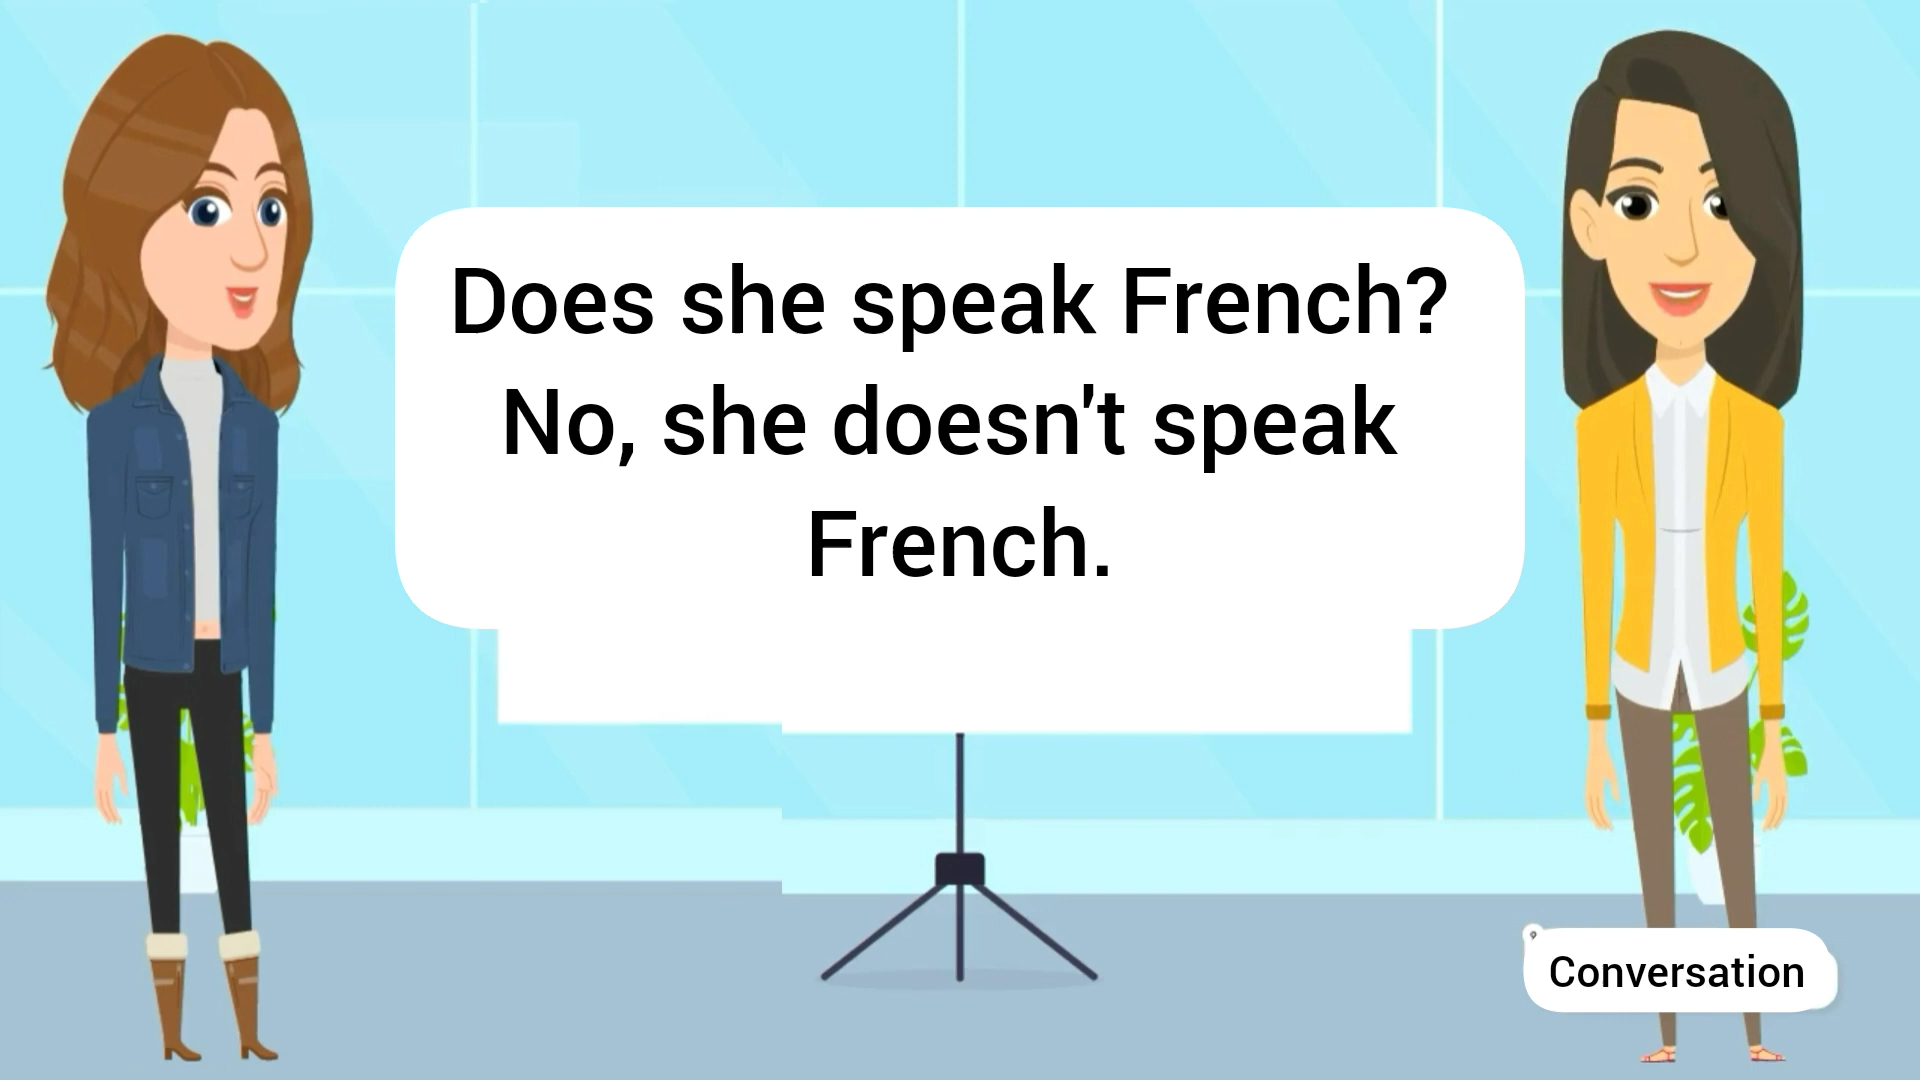 Does she speak French?
No, she doesn't speak
French.
Conversation